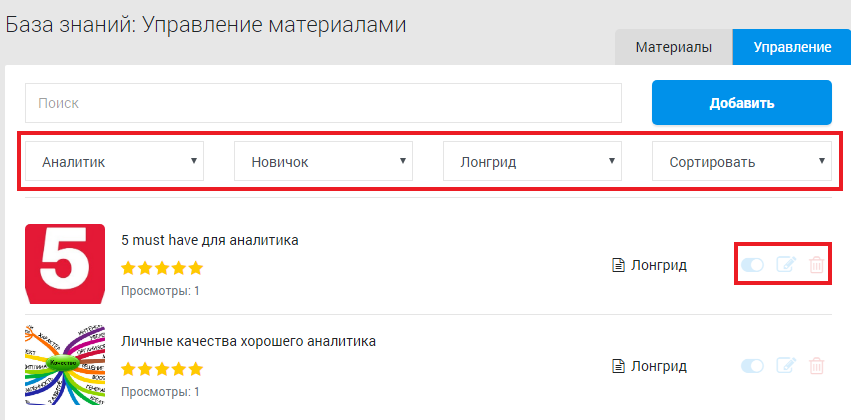 База знаний: Управление материалами
Материалы Управление
Поиск Добавить
Аналитик Новичок Лонгрид Сортировать
5
5 must have для аналитика
Лонгрид
Просмотры: 1
Качества
Личные качества хорошего аналитика
Лонгрид
Просмотры: 1